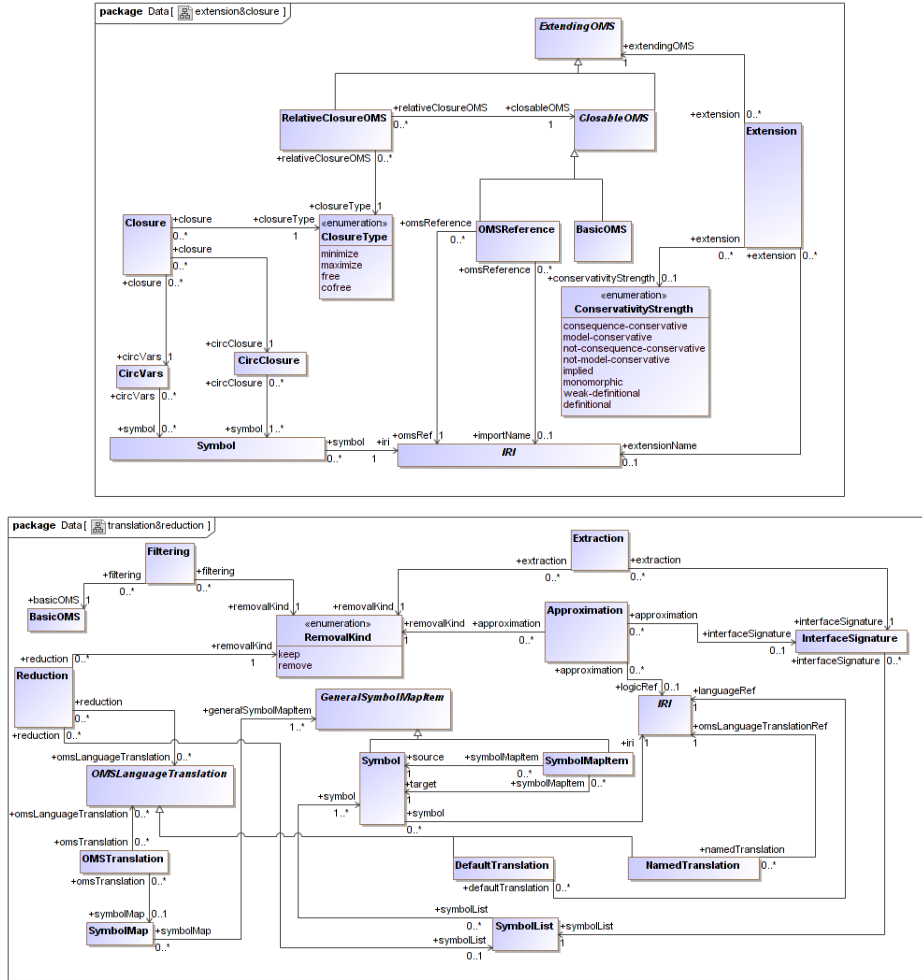 package Data[ extension&closure ]
ExtendingOMS
+extendingOMS
1
+relativeClosureOMS
+closableOMS
0..*
1
RelativeClosureOMS
ClosableOMS
+extension
0..*
Extension
+relativeClosureOMS
0..*
Closure
+closure
0..*
+closureType
1
+closureType
1
«enumeration»
ClosureType
minimize
maximize
free
cofree
+closure
0..*
+closure
0..*
+omsReference
0..*
OMSReference
BasicOMS
+omsReference
0..*
+extension
0..*
+extension
0..*
+conservativityStrength
0..1
«enumeration»
ConservativityStrength
consequence-conservative
model-conservative
not-consequence-conservative
not-model-conservative
implied
monomorphic
weak-definitional
definitional
+circVars
1
+circClosure
1
CircVars
CircClosure
+circVars
0..*
+circClosure
0..*
+symbol
0..*
+symbol
1..*
Symbol
+symbol
0..*
+iri
1
+omsRef
1
+importName
0..1
IRI
+extensionName
0..1
package Data[ translation&reduction ]
Filtering
+filtering
0..*
+filtering
0..*
+basicOMS
1
BasicOMS
+removalKind
1
+removalKind
1
Extraction
+extraction
0..*
+extraction
0..*
«enumeration»
RemovalKind
keep
remove
+removalKind
1
+approximation
0..*
Approximation
+approximation
0..*
+interfaceSignature
0..1
+interfaceSignature
1
InterfaceSignature
+interfaceSignature
0..*
+approximation
0..*
+removalKind
1
+reduction
0..*
Reduction
+reduction
0..*
+reduction
0..*
+logicRef
0..1
IRI
+languageRef
1
+omsLanguageTranslationRef
1
+iri
1
GeneralSymbolMapItem
+generalSymbolMapItem
1..*
+omsLanguageTranslation
0..*
OMSLanguageTranslation
+omsLanguageTranslation
0..*
Symbol
+source
1
+symbolMapItem
0..*
SymbolMapItem
+target
1
+symbolMapItem
0..*
+symbol
1..*
+symbol
0..*
+omsTranslation
0..*
OMSTranslation
+omsTranslation
0..*
DefaultTranslation
+defaultTranslation
0..*
NamedTranslation
+namedTranslation
0..*
+symbolMap
0..1
SymbolMap
+symbolMap
0..*
+symbolList
0..*
+symbolList
0..1
SymbolList
+symbolList
1